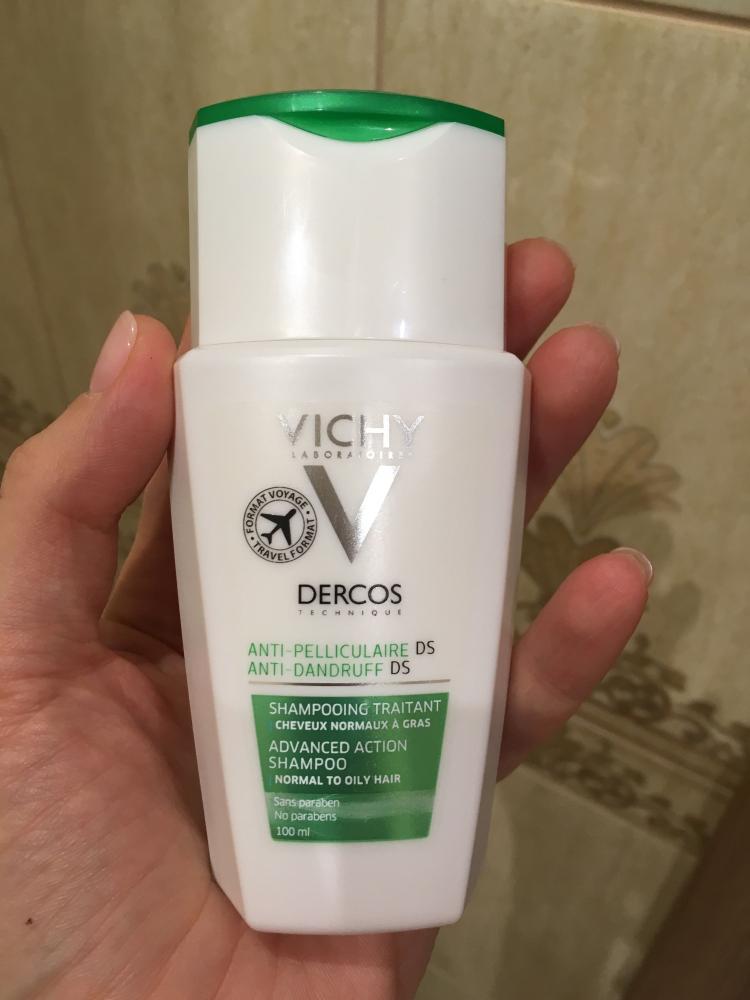 VICHY
LABORATOIRES
V
• FORMAT VOYAGE •
TRAVEL FORMAT
DERCOS
TECHNIQUE
ANTI-PELLICULAIRE DS
ANTI-DANDRUFF DS
SHAMPOOING TRAITANT
/CHEVEUX NORMAUX À GRAS
ADVANCED ACTION
SHAMPOO
/NORMAL TO OILY HAIR
Sans paraben
No parabens
100 ml